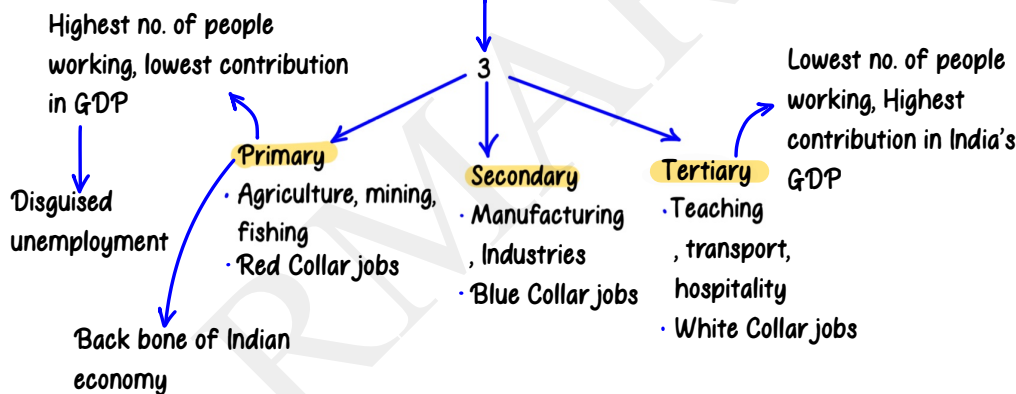 3
Highest no. of people
working, lowest contribution
in GDP
Disguised
unemployment
Primary
· Agriculture, mining,
fishing
· Red Collar jobs
Back bone of Indian
economy
Secondary
· Manufacturing
, Industries
· Blue Collar jobs
Tertiary
· Teaching
, transport,
hospitality
· White Collar jobs
Lowest no. of people
working, Highest
contribution in India's
GDP